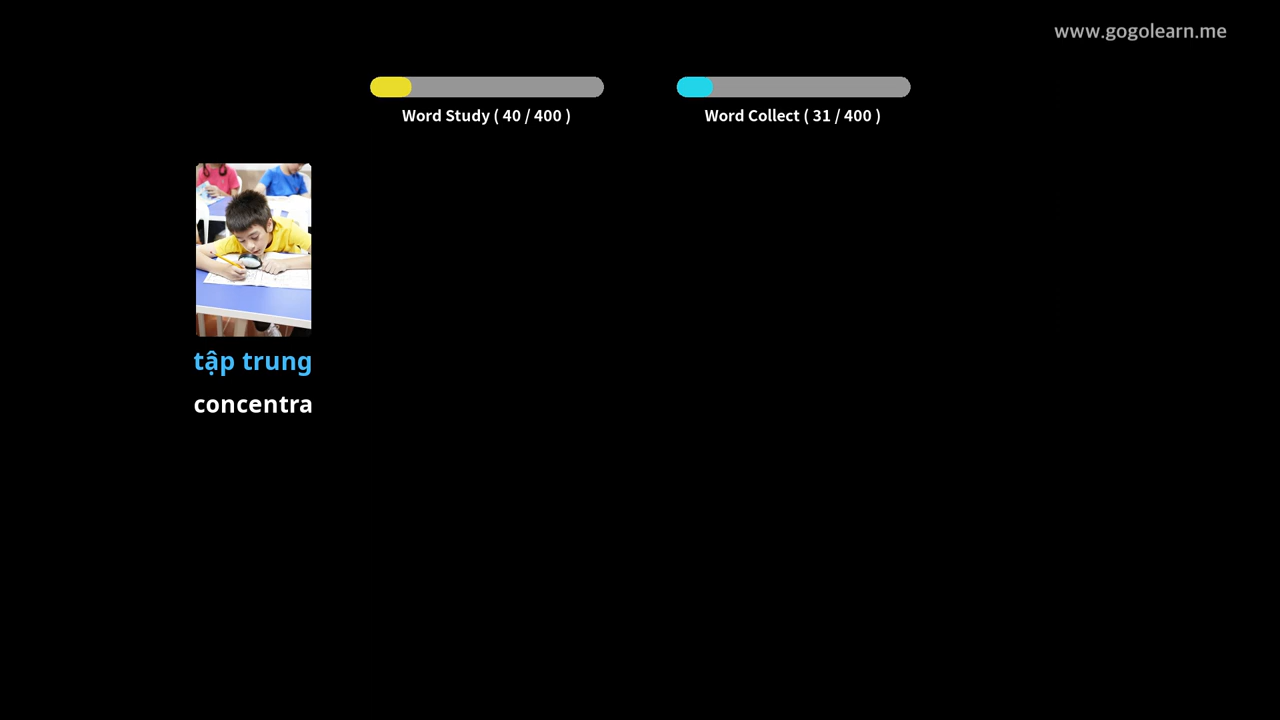 www.gogolearn.me
Word Study ( 40 / 400 )
Word Collect ( 31 / 400 )
tập trung
concentra